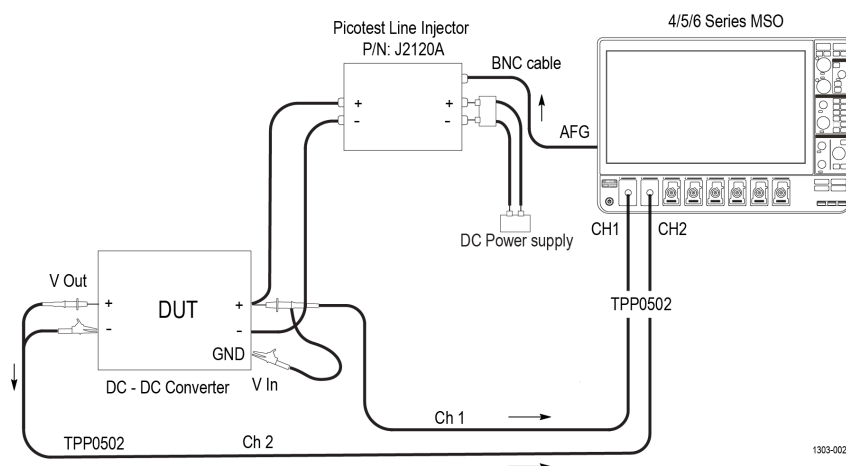 4/5/6 Series MSO
Picotest Line Injector
P/N: J2120A
BNC cable
+
+
-
-
AFG
DC Power supply
CH1
CH2
V Out
TPP0502
+
DUT
+
-
-
GND
DC - DC Converter
V In
Ch 1
TPP0502
Ch 2
1303-002